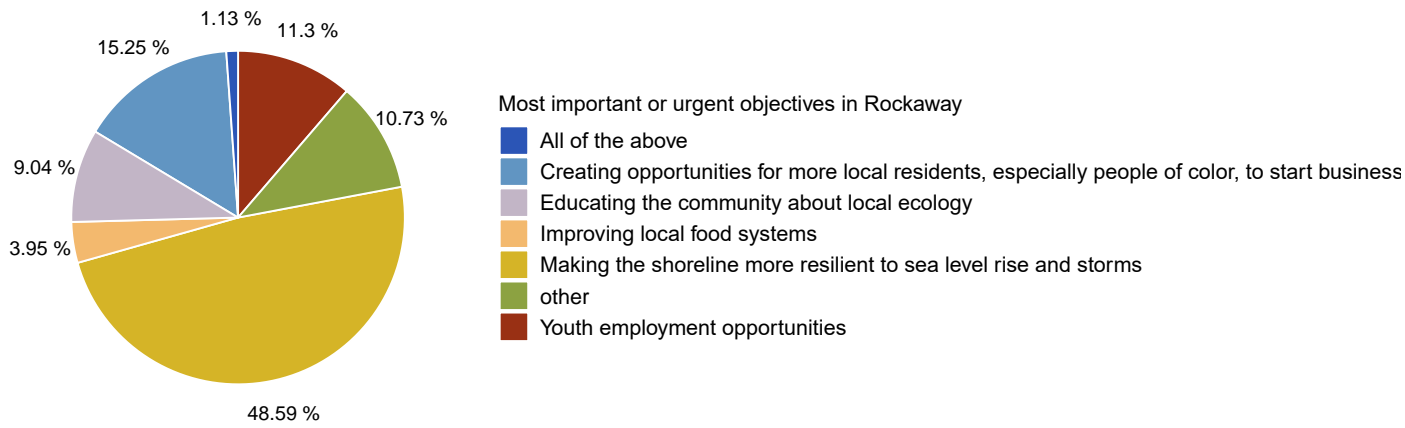 1.13 %
11.3 %
15.25 %
10.73 %
9.04 %
3.95 %
48.59 %
Most important or urgent objectives in Rockaway
All of the above
Creating opportunities for more local residents, especially people of color, to start business
Educating the community about local ecology
Improving local food systems
Making the shoreline more resilient to sea level rise and storms
other
Youth employment opportunities